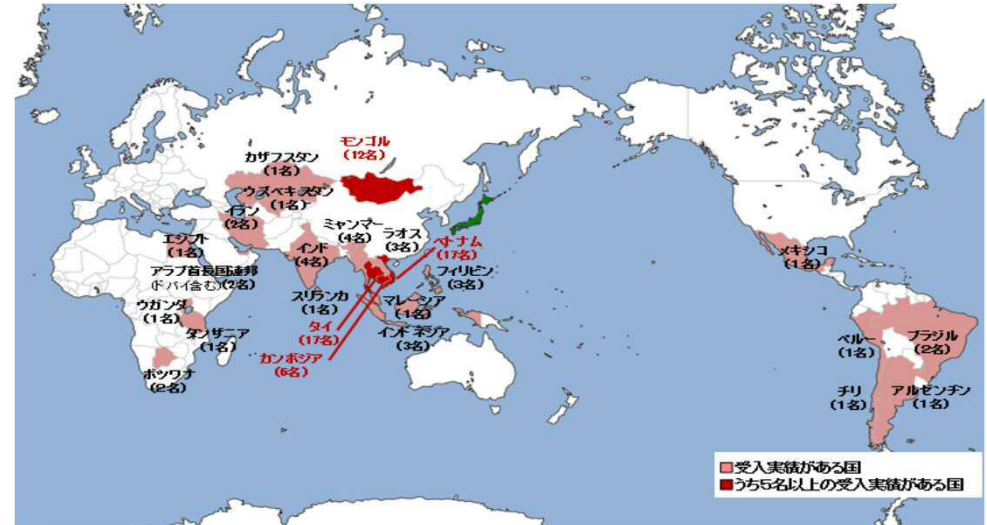 モンゴル
(12名)
カザフスタン
(1名)
ウズベキスタン
(1名)
イラン
(2名)
ミャンマー
(4名)
ラオス
(3名)
ベトナム
(17名)
エジプト
(1名)
インド
(4名)
フィリピン
(3名)
アラブ首長国連邦
(ドバイ含む)(2名)
スリランカ
(1名)
マレーシア
(1名)
ウガンダ
(1名)
タンザニア
(1名)
タイ
(17名)
インドネシア
(3名)
カンボジア
(6名)
ボツワナ
(2名)
メキシコ
(1名)
ペルー
(1名)
ブラジル
(2名)
チリ
(1名)
アルゼンチン
(1名)
受入実績がある国
うち5名以上の受入実績がある国